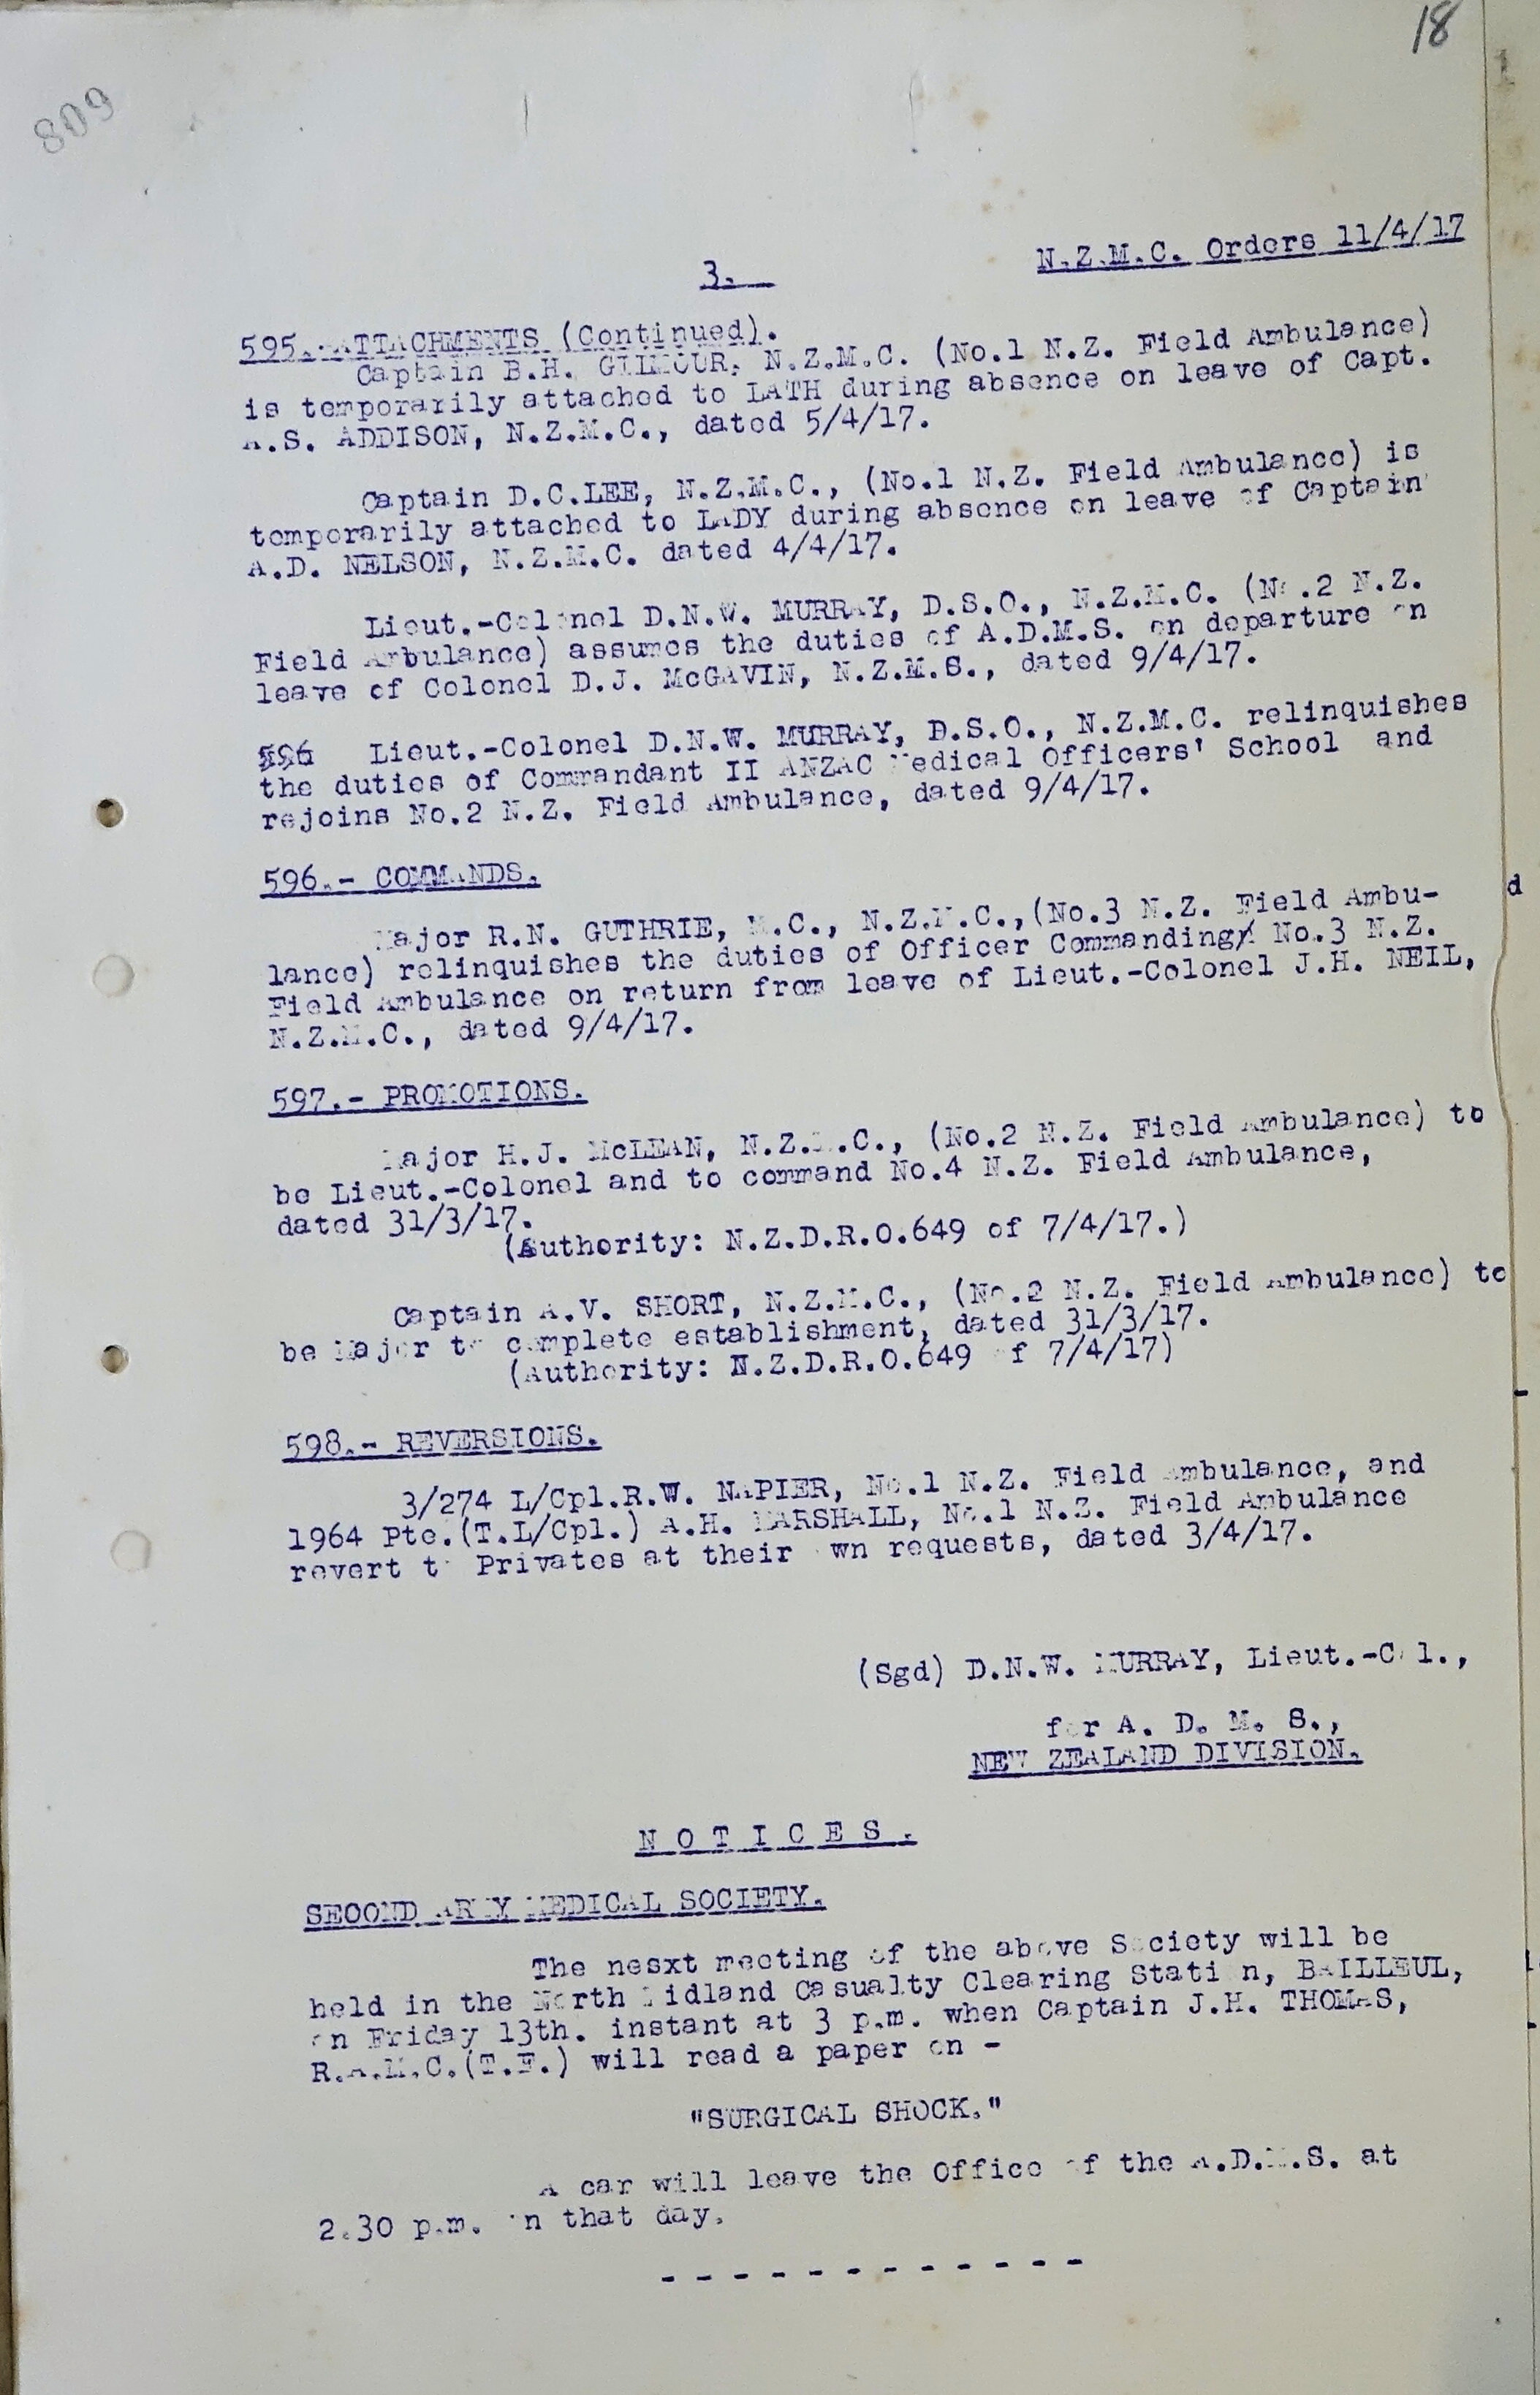 18
809
N.Z.M.C. Orders 11/4/17
3.
595.-ATTACHMENTS (Continued).
Captain B.H. GILMOUR, N.Z.M.C. (No.1 N.Z. Field Ambulance)
is temporarily attached to LATH during absence on leave of Capt.
A.S. ADDISON, N.Z.M.C., dated 5/4/17.
Captain D.C.LEE, N.Z.M.C., (No.1 N.Z. Field Ambulance) is
temporarily attached to LADY during absence on leave of Captain
A.D. NELSON, N.Z.M.C. dated 4/4/17.
Lieut.-Colonel D.N.W. MURRAY, D.S.O., N.Z.M.C. (No.2 N.Z.
Field Ambulance) assumes the duties of A.D.M.S. on departure on
leave of Colonel D.J. McGAVIN, N.Z.M.S., dated 9/4/17.
596 Lieut.-Colonel D.N.W. MURRAY, D.S.O., N.Z.M.C. relinquishes
the duties of Commandant II ANZAC Medical Officers' School and
rejoins No.2 N.Z. Field Ambulance, dated 9/4/17.
596.- COMMANDS.
Major R.N. GUTHRIE, M.C., N.Z.M.C.,(No.3 N.Z. Field Ambu-
lance) relinquishes the duties of Officer Commanding No.3 N.Z.
Field Ambulance on return from leave of Lieut.-Colonel J.H. NEIL,
N.Z.M.C., dated 9/4/17.
597.- PROMOTIONS.
Major H.J. McLEAN, N.Z.M.C., (No.2 N.Z. Field Ambulance) to
be Lieut.-Colonel and to command No.4 N.Z. Field Ambulance,
dated 31/3/17.
(Authority: N.Z.D.R.O.649 of 7/4/17.)
Captain A.V. SHORT, N.Z.M.C., (No.2 N.Z. Field Ambulance) to
be Major to complete establishment, dated 31/3/17.
(Authority: N.Z.D.R.O.649 of 7/4/17)
598.- REVERSIONS.
3/274 L/Cpl.R.W. NAPIER, No.1 N.Z. Field Ambulance, and
1964 Pte.(T.L/Cpl.) A.H. MARSHALL, No.1 N.Z. Field Ambulance
revert to Privates at their own requests, dated 3/4/17.
(Sgd) D.N.W. MURRAY, Lieut.-Col.,
for A. D. M. S.,
NEW ZEALAND DIVISION.
N O T I C E S .
SECOND ARMY MEDICAL SOCIETY.
The nesxt meeting of the above Society will be
held in the North Midland Casualty Clearing Station, BAILLEUL,
on Friday 13th. instant at 3 p.m. when Captain J.H. THOMAS,
R.A.M.C.(T.F.) will read a paper on -
"SURGICAL SHOCK."
A car will leave the Office of the A.D.M.S. at
2.30 p.m. on that day.
- - - - - - - - - - - -